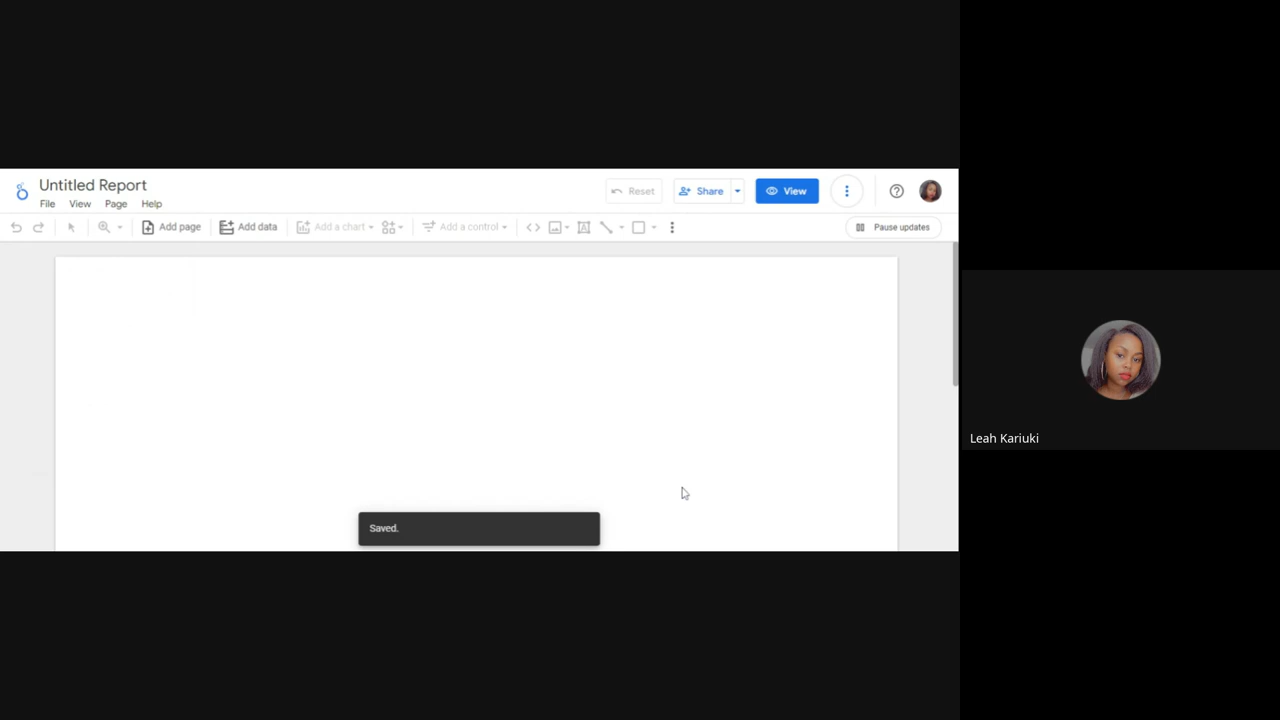 Untitled Report
Reset
Share
View
File View Page Help
Add page Add data Add a chart Add a control Pause updates
Leah Kariuki
Saved.